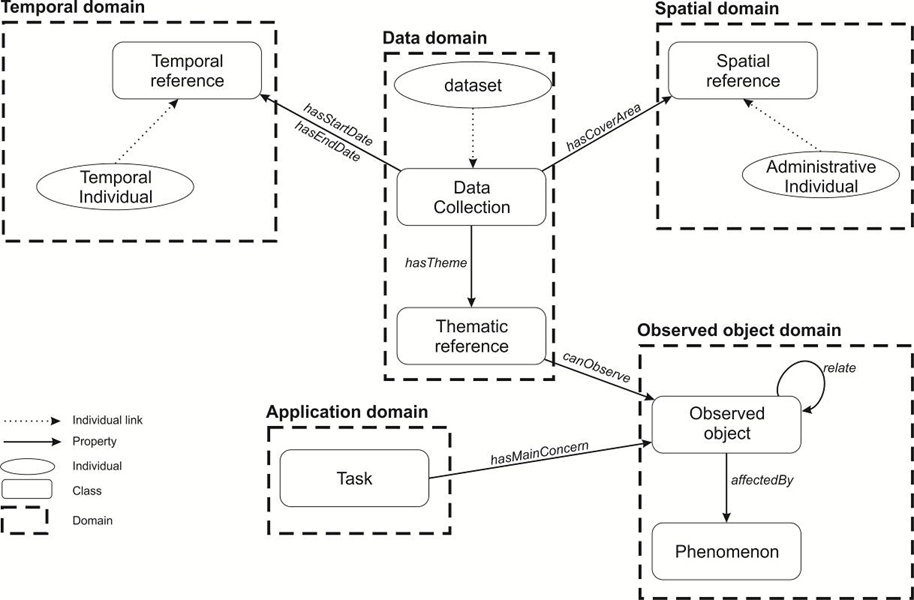 Temporal domain
Temporal
reference
Temporal
Individual
hasStartDate
hasEndDate
Data domain
dataset
Data
Collection
hasTheme
Thematic
reference
hasCoverArea
Spatial domain
Spatial
reference
Administrative
Individual
canObserve
Observed object domain
Observed
object
relate
affectedBy
Phenomenon
Application domain
Task
hasMainConcern
Individual link
Property
Individual
Class
Domain